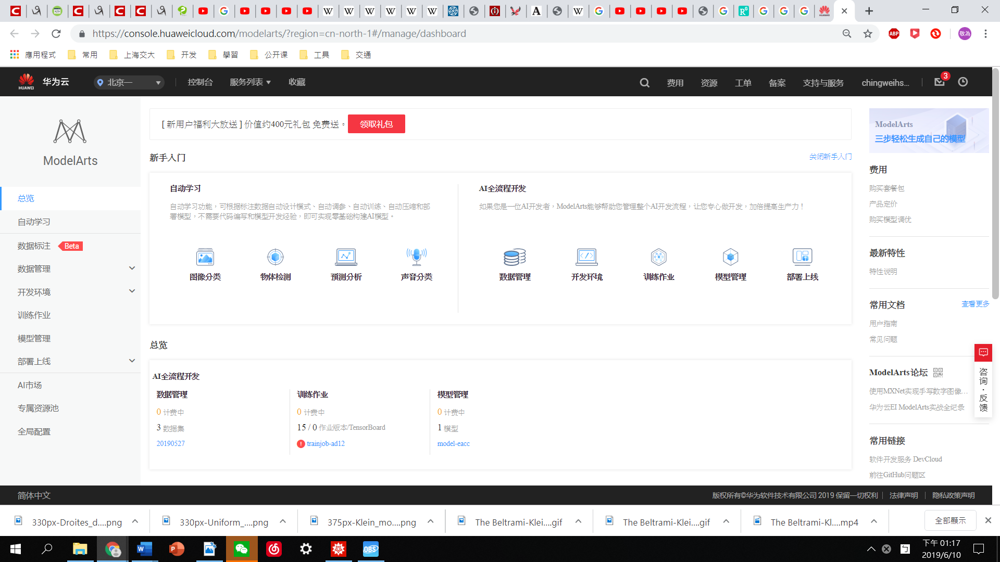 https://console.huaweicloud.com/modelarts/?region=cn-north-1#/manage/dashboard
ABP
敬為
應用程式
常用
上海交大
开发
學習
公开课
工具
交通
HUAWEI
华为云
北京一
控制台
服务列表
收藏
费用
资源
工单
备案
支持与服务
chingweihs...
3
ModelArts
总览
自动学习
数据标注
Beta
数据管理
开发环境
训练作业
模型管理
部署上线
AI市场
专属资源池
全局配置
[ 新用户福利大放送 ] 价值约400元礼包 免费送。
领取礼包
新手入门
关闭新手入门
自动学习
自动学习功能，可根据标注数据自动设计模式、自动调参、自动训练、自动压缩和部
署模型，不需要代码编写和模型开发经验，即可实现零基础构建AI模型。
图像分类
物体检测
预测分析
声音分类
AI全流程开发
如果您是一位AI开发者，ModelArts能够帮助您管理整个AI开发流程，让您专心做开发，加倍提高生产力！
数据管理
开发环境
训练作业
模型管理
部署上线
总览
AI全流程开发
数据管理
0 计费中
3 数据集
20190527
训练作业
0 计费中
15 / 0 作业版本/TensorBoard
trainjob-ad12
模型管理
0 计费中
1 模型
model-eacc
ModelArts
三步轻松生成自己的模型
费用
购买套餐包
产品定价
购买模型调优
最新特性
特性说明
常用文档
查看更多
用户指南
常见问题
ModelArts论坛
使用MXNet实现手写数字图像...
华为云EI ModelArts实战全纪录
常用链接
软件开发服务 DevCloud
前往GitHub问题区
咨询·反馈
简体中文
版权所有©华为软件技术有限公司 2019 保留一切权利
法律声明
隐私政策声明
330px-Droites_d....png
330px-Uniform_....png
375px-Klein_mo....png
The Beltrami-Klei....gif
The Beltrami-Klei....gif
The Beltrami-Kl....mp4
全部顯示
OBS
下午 01:17
2019/6/10